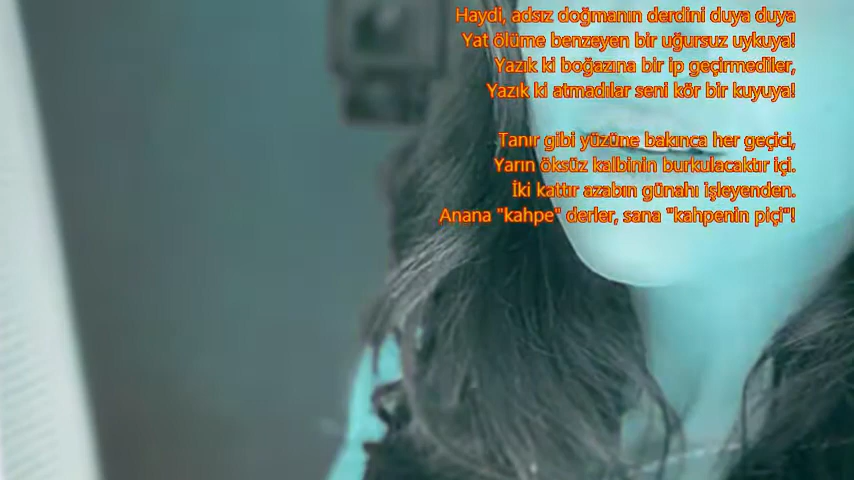 Haydi, adsız doğmanın derdini duya duya
Yat ölüme benzeyen bir uğursuz uykuya!
Yazık ki boğazına bir ip geçirmediler,
Yazık ki atmadılar seni kör bir kuyuya!
Tanır gibi yüzüne bakınca her geçici,
Yarın öksüz kalbinin burkulacaktır içi.
İki kattır azabın günahı işleyenden.
Anana "kahpe" derler, sana "kahpenin piçi"!